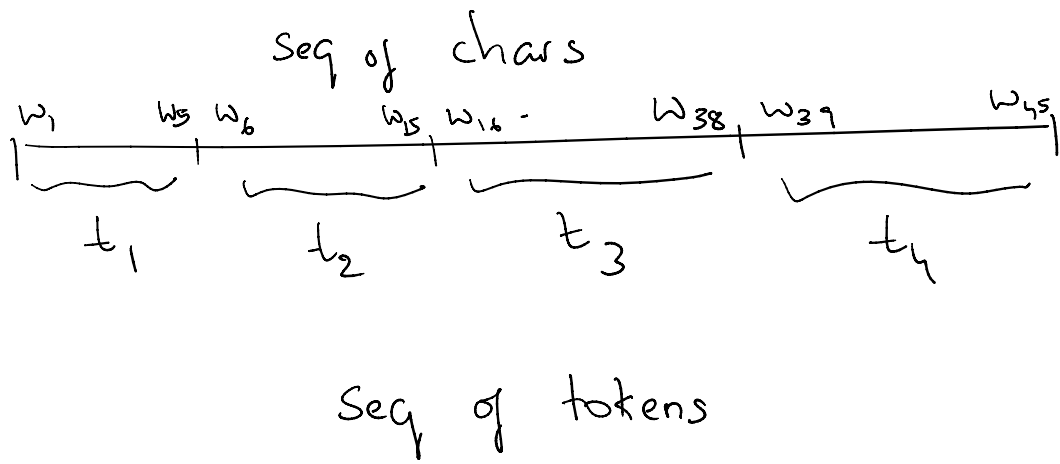 seq of chars
w1 w5 w6 w15 w16 w38 w39 w45
t1 t2 t3 t4
seq of tokens